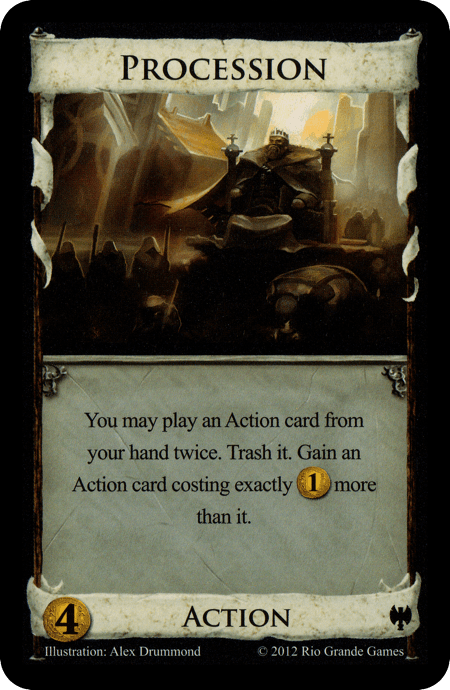 PROCESSION
You may play an Action card from
your hand twice. Trash it. Gain an
Action card costing exactly 1 more
than it.
4 ACTION
Illustration: Alex Drummond © 2012 Rio Grande Games